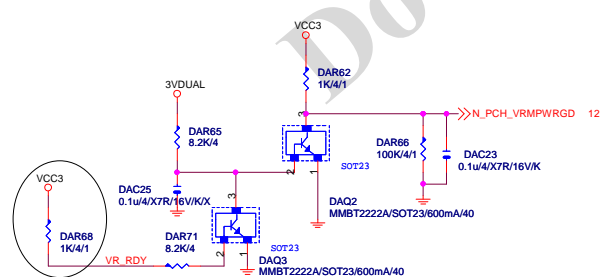 Do
VCC3
DAR62
1K/4/1
3VDUAL
3
N_PCH_VRMPWRGD 12
DAR65
8.2K/4
DAR66
100K/4/1
DAC23
0.1u/4/X7R/16V/K
SOT23
2
1
VCC3
DAC25
0.1u/4/X7R/16V/K/X
3
DAQ2
MMBT2222A/SOT23/600mA/40
DAR68
1K/4/1
DAR71
8.2K/4
VR_RDY
SOT23
2
1
DAQ3
MMBT2222A/SOT23/600mA/40